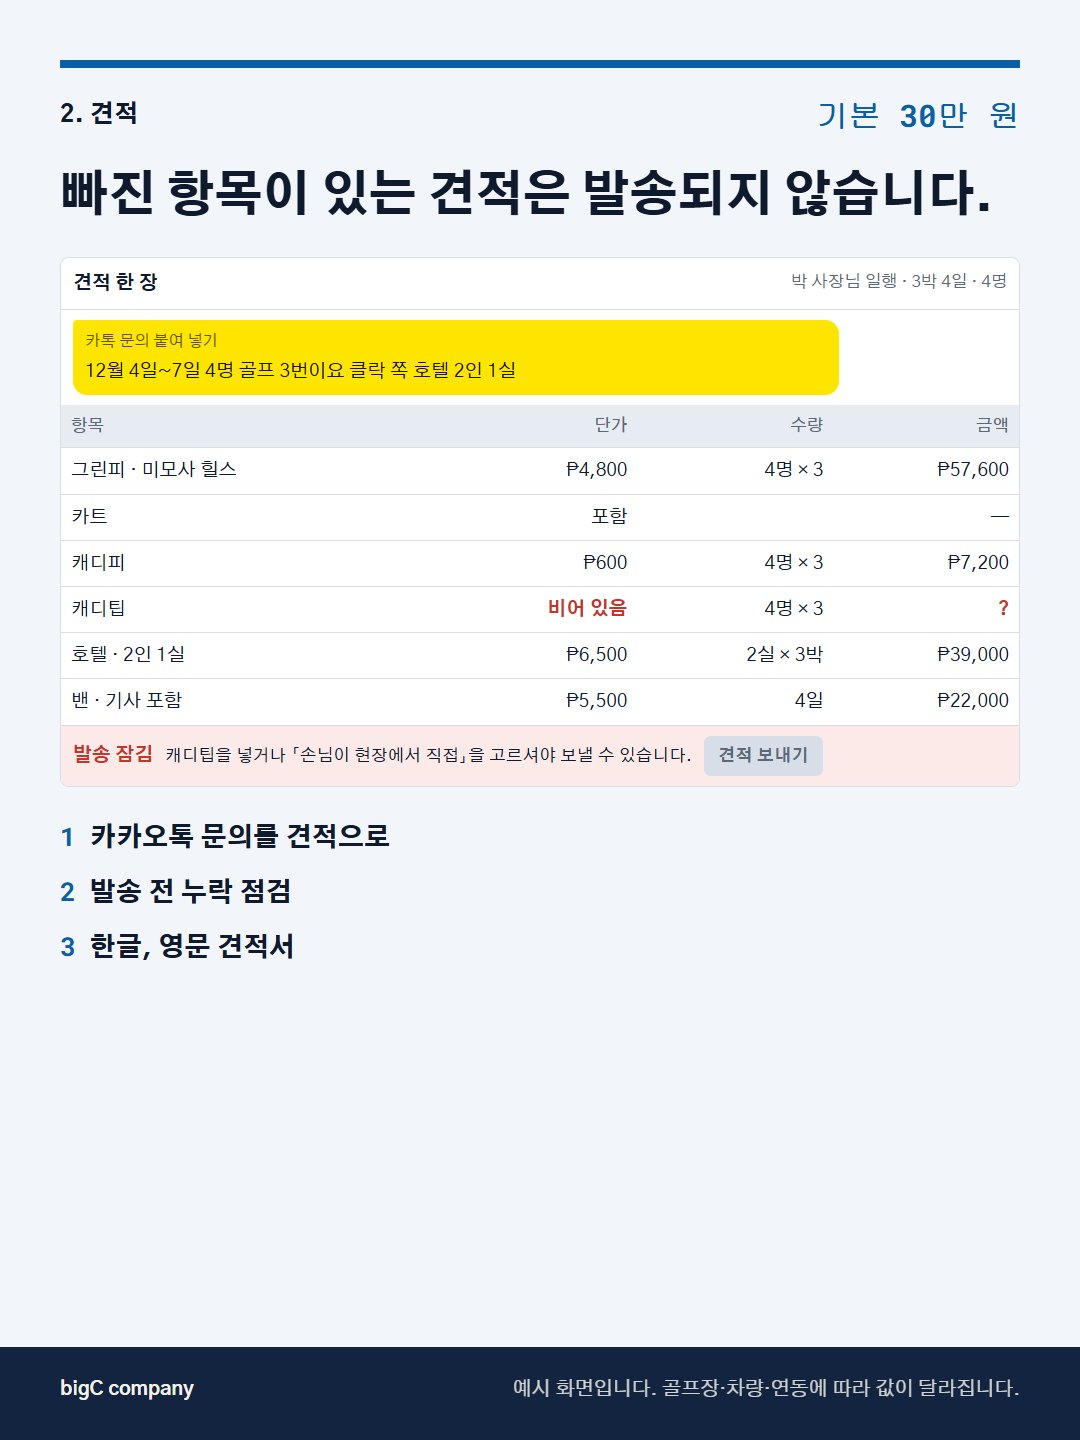 2. 견적
기본 30만 원
빠진 항목이 있는 견적은 발송되지 않습니다.
견적 한 장
박 사장님 일행 · 3박 4일 · 4명
카톡 문의 붙여 넣기
12월 4일~7일 4명 골프 3번이요 클락 쪽 호텔 2인 1실
항목 단가 수량 금액
그린피 · 미모사 힐스 ₱4,800 4명 × 3 ₱57,600
카트 포함 —
캐디피 ₱600 4명 × 3 ₱7,200
캐디팁 비어 있음 4명 × 3 ?
호텔 · 2인 1실 ₱6,500 2실 × 3박 ₱39,000
밴 · 기사 포함 ₱5,500 4일 ₱22,000
발송 잠김 캐디팁을 넣거나 「손님이 현장에서 직접」을 고르셔야 보낼 수 있습니다. 견적 보내기
1 카카오톡 문의를 견적으로
2 발송 전 누락 점검
3 한글, 영문 견적서
bigC company
예시 화면입니다. 골프장·차량·연동에 따라 값이 달라집니다.